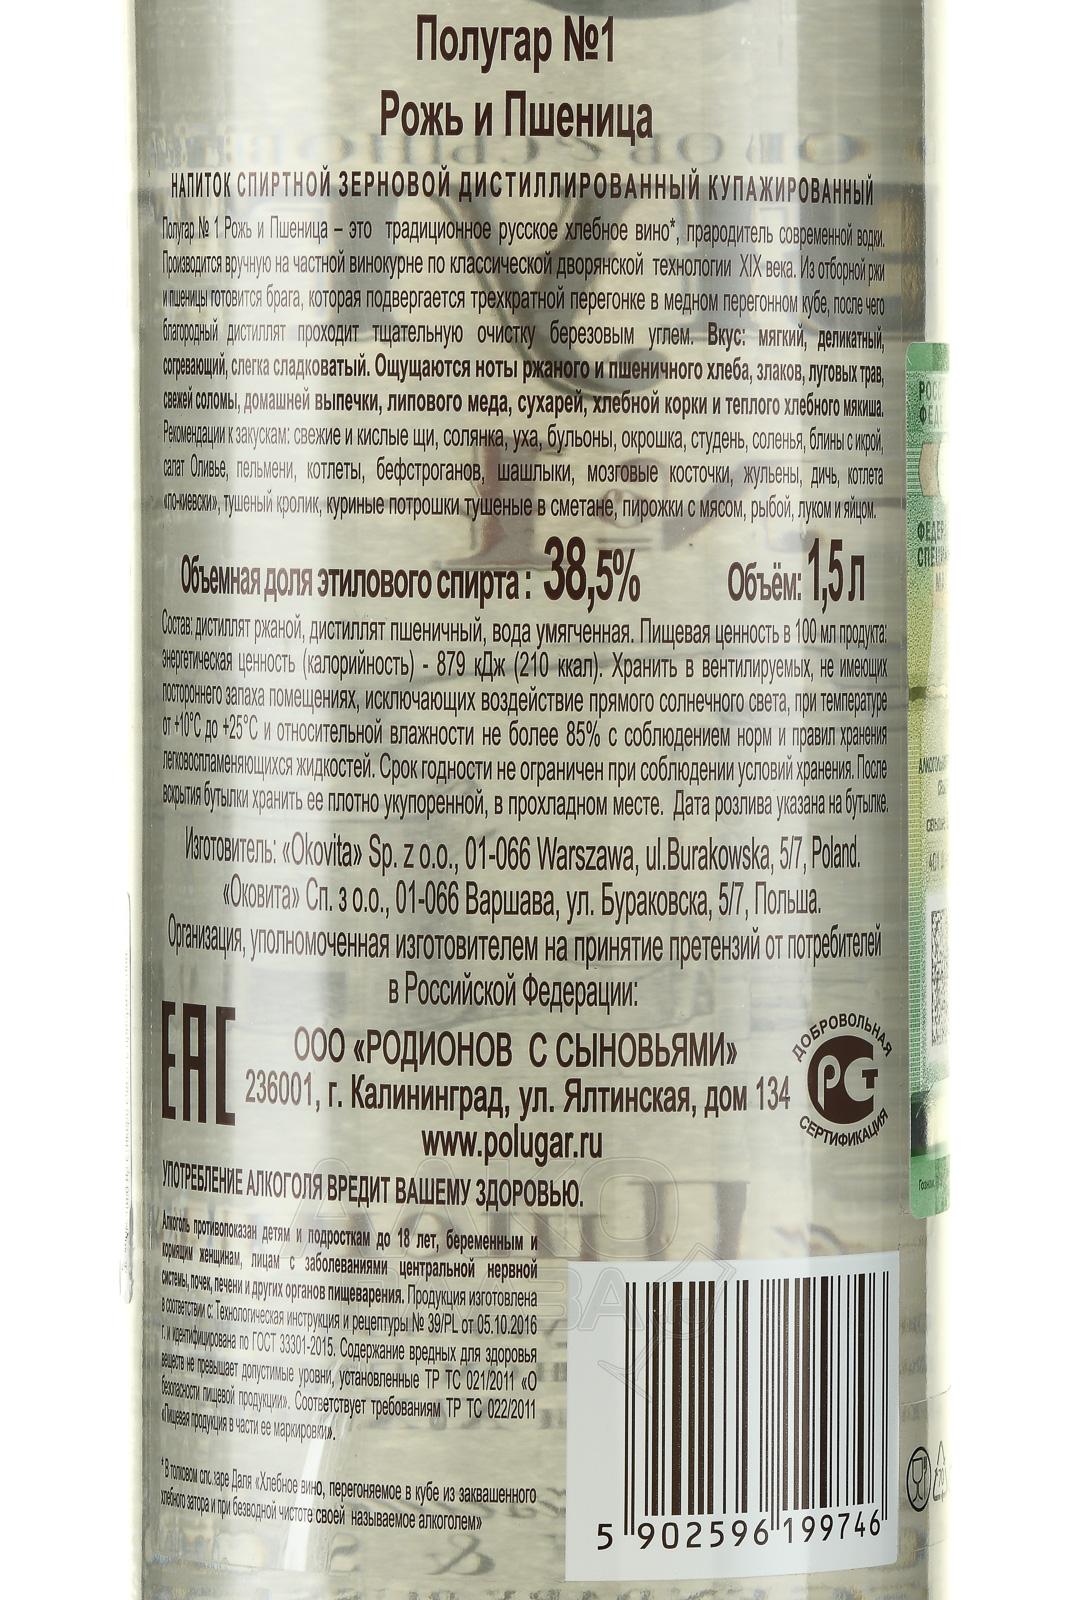 Полугар №1
Рожь и Пшеница
НАПИТОК СПИРТНОЙ ЗЕРНОВОЙ ДИСТИЛЛИРОВАННЫЙ КУПАЖИРОВАННЫЙ
Полугар № 1 Рожь и Пшеница – это традиционное русское хлебное вино*, прародитель современной водки.
Производится вручную на частной винокурне по классической дворянской технологии XIX века. Из отборной ржи
и пшеницы готовится брага, которая подвергается трехкратной перегонке в медном перегонном кубе, после чего
благородный дистиллят проходит тщательную очистку березовым углем. Вкус: мягкий, деликатный,
согревающий, слегка сладковатый. Ощущаются ноты ржаного и пшеничного хлеба, злаков, луговых трав,
свежей соломы, домашней выпечки, липового меда, сухарей, хлебной корки и теплого хлебного мякиша.
Рекомендации к закускам: свежие и кислые щи, солянка, уха, бульоны, окрошка, студень, соленья, блины с икрой,
салат Оливье, пельмени, котлеты, бефстроганов, шашлыки, мозговые косточки, жульены, дичь, котлета
«по-киевски», тушеный кролик, куриные потрошки тушеные в сметане, пирожки с мясом, рыбой, луком и яйцом.
Объемная доля этилового спирта : 38,5% Объём: 1,5 л
Состав: дистиллят ржаной, дистиллят пшеничный, вода умягченная. Пищевая ценность в 100 мл продукта:
энергетическая ценность (калорийность) - 879 кДж (210 ккал). Хранить в вентилируемых, не имеющих
постороннего запаха помещениях, исключающих воздействие прямого солнечного света, при температуре
от +10°С до +25°С и относительной влажности не более 85% с соблюдением норм и правил хранения
легковоспламеняющихся жидкостей. Срок годности не ограничен при соблюдении условий хранения. После
вскрытия бутылки хранить ее плотно укупоренной, в прохладном месте. Дата розлива указана на бутылке.
Изготовитель: «Okovita» Sp. z o.o., 01-066 Warszawa, ul.Burakowska, 5/7, Poland.
«Оковита» Сп. з о.о., 01-066 Варшава, ул. Бураковска, 5/7, Польша.
Организация, уполномоченная изготовителем на принятие претензий от потребителей
в Российской Федерации:
EAC
ООО «РОДИОНОВ С СЫНОВЬЯМИ»
236001, г. Калининград, ул. Ялтинская, дом 134
www.polugar.ru
ДОБРОВОЛЬНАЯ
РСТ
СЕРТИФИКАЦИЯ
УПОТРЕБЛЕНИЕ АЛКОГОЛЯ ВРЕДИТ ВАШЕМУ ЗДОРОВЬЮ.
Алкоголь противопоказан детям и подросткам до 18 лет, беременным и
кормящим женщинам, лицам с заболеваниями центральной нервной
системы, почек, печени и других органов пищеварения. Продукция изготовлена
в соответствии с: Технологическая инструкция и рецептуры № 39/PL от 05.10.2016
г. и идентифицирована по ГОСТ 33301-2015. Содержание вредных для здоровья
веществ не превышает допустимые уровни, установленные ТР ТС 021/2011 «О
безопасности пищевой продукции». Соответствует требованиям ТР ТС 022/2011
«Пищевая продукция в части ее маркировки».
* В толковом словаре Даля «Хлебное вино, перегоняемое в кубе из заквашенного
хлебного затора и при безводной чистоте своей называемое алкоголем»
5 902596 199746
АЛКО
ПРАВДА